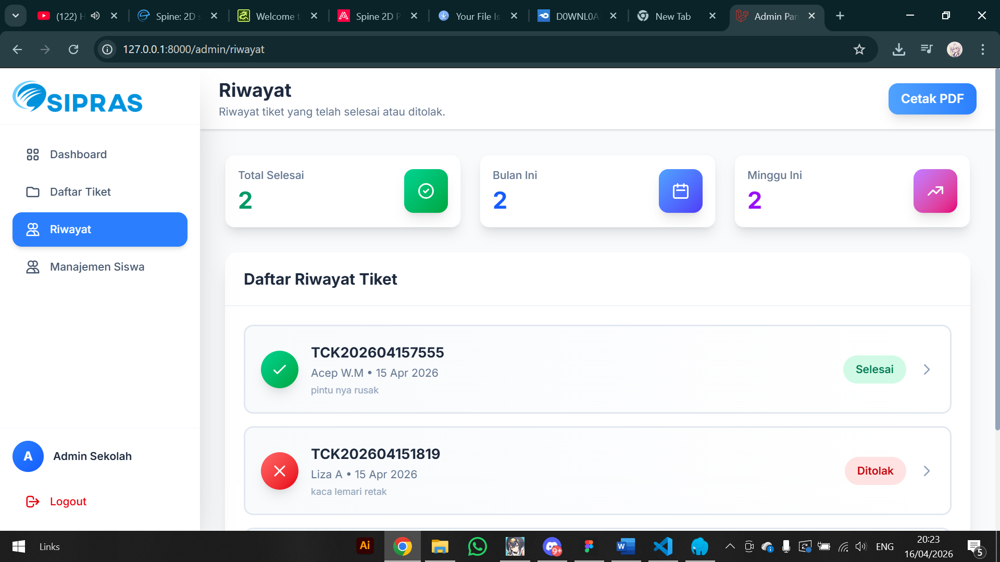 (122) H
Spine: 2D s
Welcome t
Spine 2D P
Your File Is
D0WNL0A
New Tab
Admin Pan
127.0.0.1:8000/admin/riwayat
SIPRAS
Dashboard
Daftar Tiket
Riwayat
Manajemen Siswa
A
Admin Sekolah
Logout
Riwayat
Riwayat tiket yang telah selesai atau ditolak.
Cetak PDF
Total Selesai
2
Bulan Ini
2
Minggu Ini
2
Daftar Riwayat Tiket
TCK202604157555
Acep W.M • 15 Apr 2026
pintu nya rusak
Selesai
TCK202604151819
Liza A • 15 Apr 2026
kaca lemari retak
Ditolak
Links
Ai
9+
W
ENG
20:23
16/04/2026
5